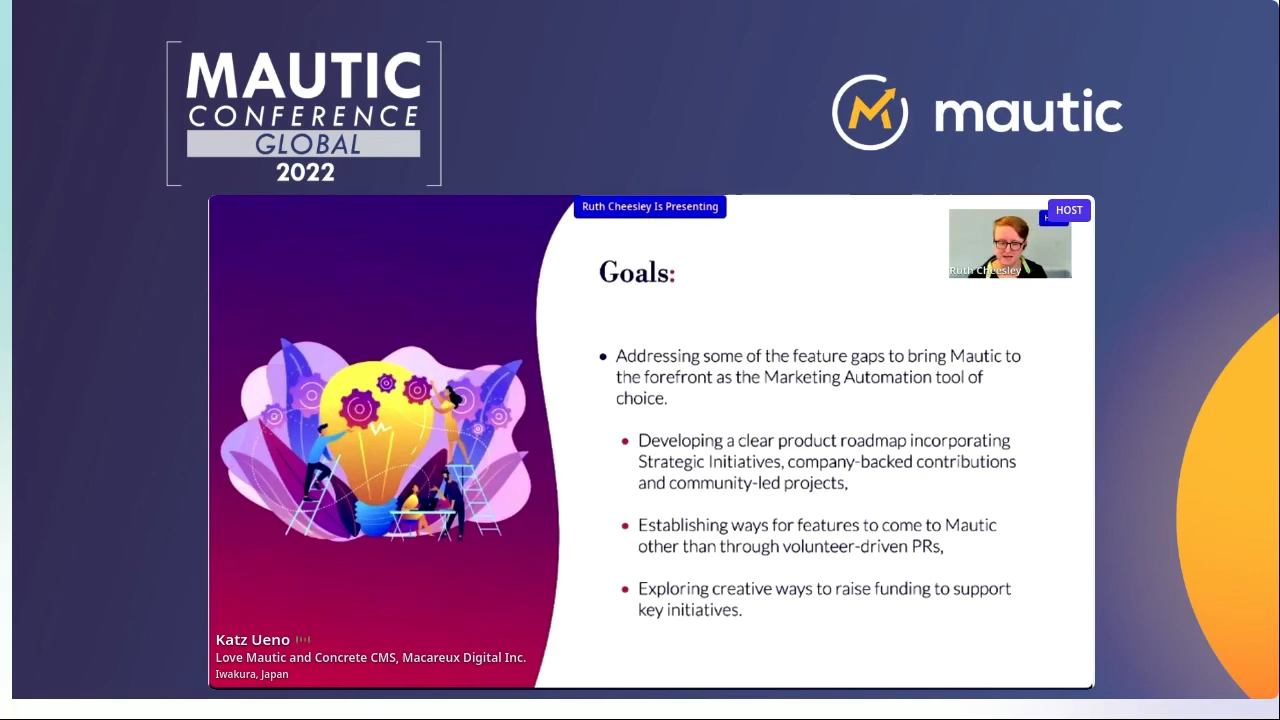 MAUTIC
CONFERENCE
GLOBAL
2022
mautic
Ruth Cheesley Is Presenting
HOST
Ruth Cheesley
Goals:
• Addressing some of the feature gaps to bring Mautic to
the forefront as the Marketing Automation tool of
choice.
• Developing a clear product roadmap incorporating
Strategic Initiatives, company-backed contributions
and community-led projects,
• Establishing ways for features to come to Mautic
other than through volunteer-driven PRs,
• Exploring creative ways to raise funding to support
key initiatives.
Katz Ueno
Love Mautic and Concrete CMS, Macareux Digital Inc.
Iwakura, Japan